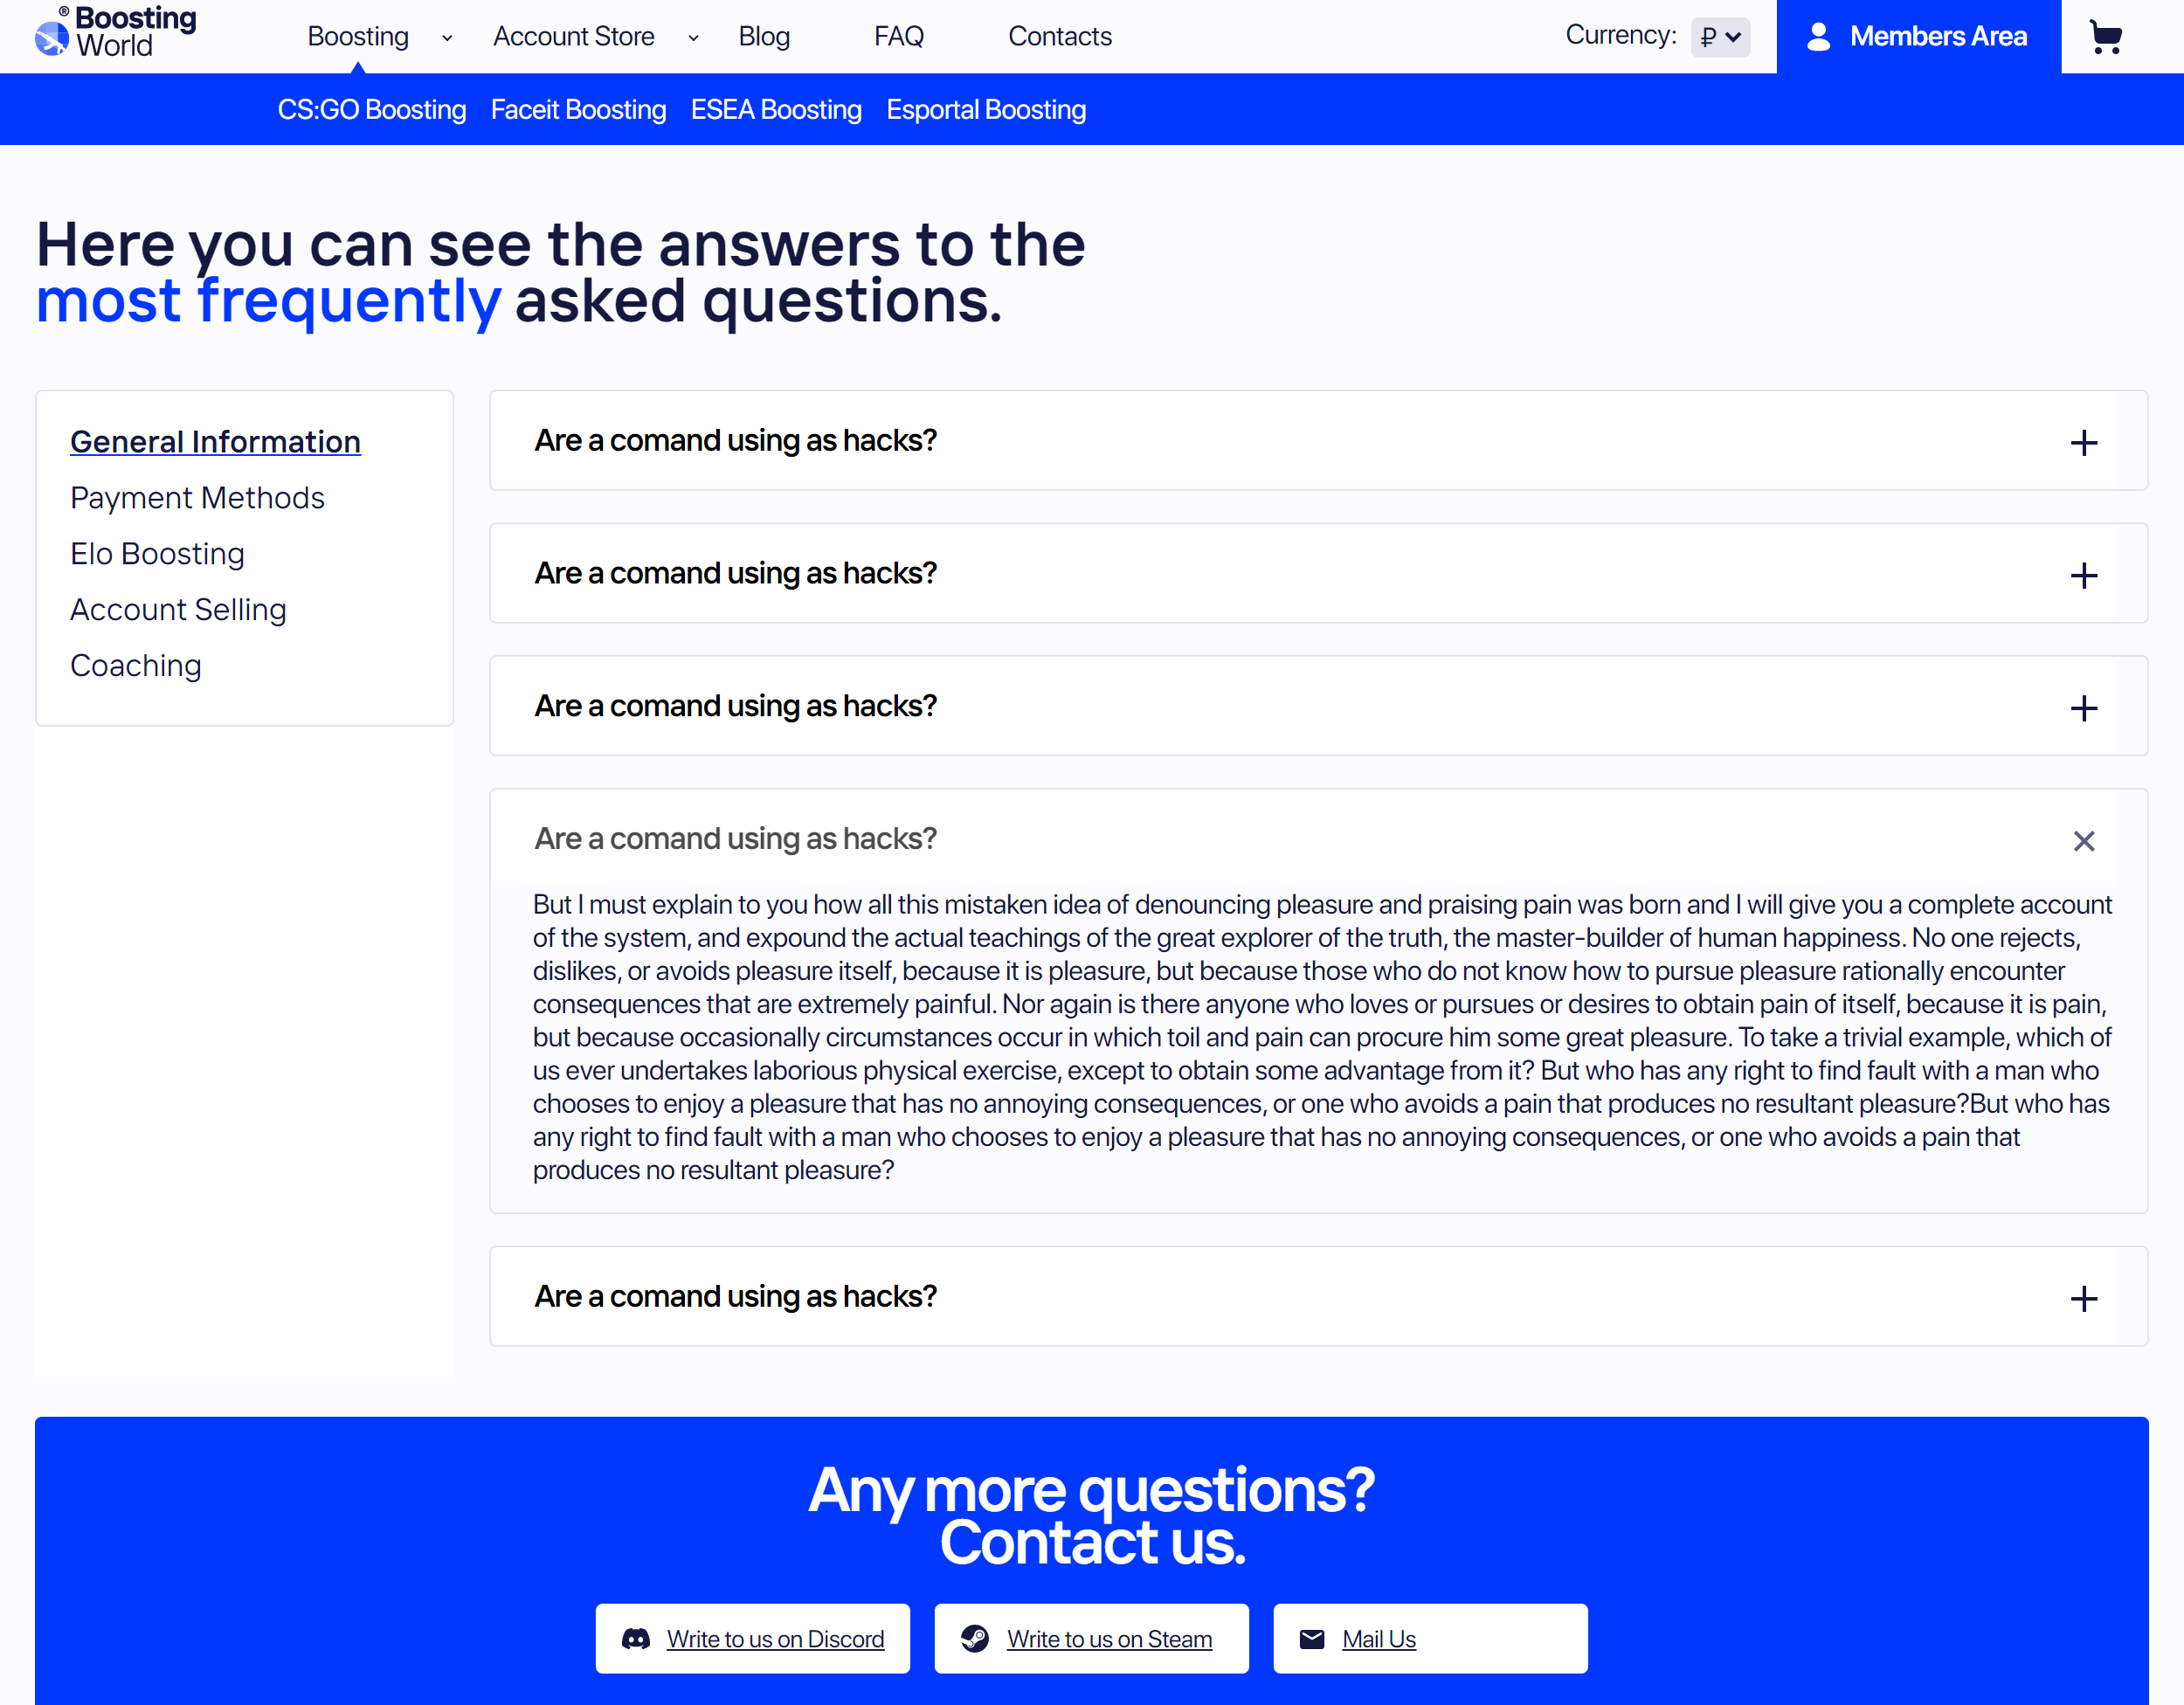 ® Boosting
World
Boosting
Account Store
Blog
FAQ
Contacts
Currency:
₽
Members Area
CS:GO Boosting
Faceit Boosting
ESEA Boosting
Esportal Boosting
Here you can see the answers to the
most frequently asked questions.
General Information
Payment Methods
Elo Boosting
Account Selling
Coaching
Are a comand using as hacks?
Are a comand using as hacks?
Are a comand using as hacks?
Are a comand using as hacks?
But I must explain to you how all this mistaken idea of denouncing pleasure and praising pain was born and I will give you a complete account
of the system, and expound the actual teachings of the great explorer of the truth, the master-builder of human happiness. No one rejects,
dislikes, or avoids pleasure itself, because it is pleasure, but because those who do not know how to pursue pleasure rationally encounter
consequences that are extremely painful. Nor again is there anyone who loves or pursues or desires to obtain pain of itself, because it is pain,
but because occasionally circumstances occur in which toil and pain can procure him some great pleasure. To take a trivial example, which of
us ever undertakes laborious physical exercise, except to obtain some advantage from it? But who has any right to find fault with a man who
chooses to enjoy a pleasure that has no annoying consequences, or one who avoids a pain that produces no resultant pleasure?But who has
any right to find fault with a man who chooses to enjoy a pleasure that has no annoying consequences, or one who avoids a pain that
produces no resultant pleasure?
Are a comand using as hacks?
Any more questions?
Contact us.
Write to us on Discord
Write to us on Steam
Mail Us